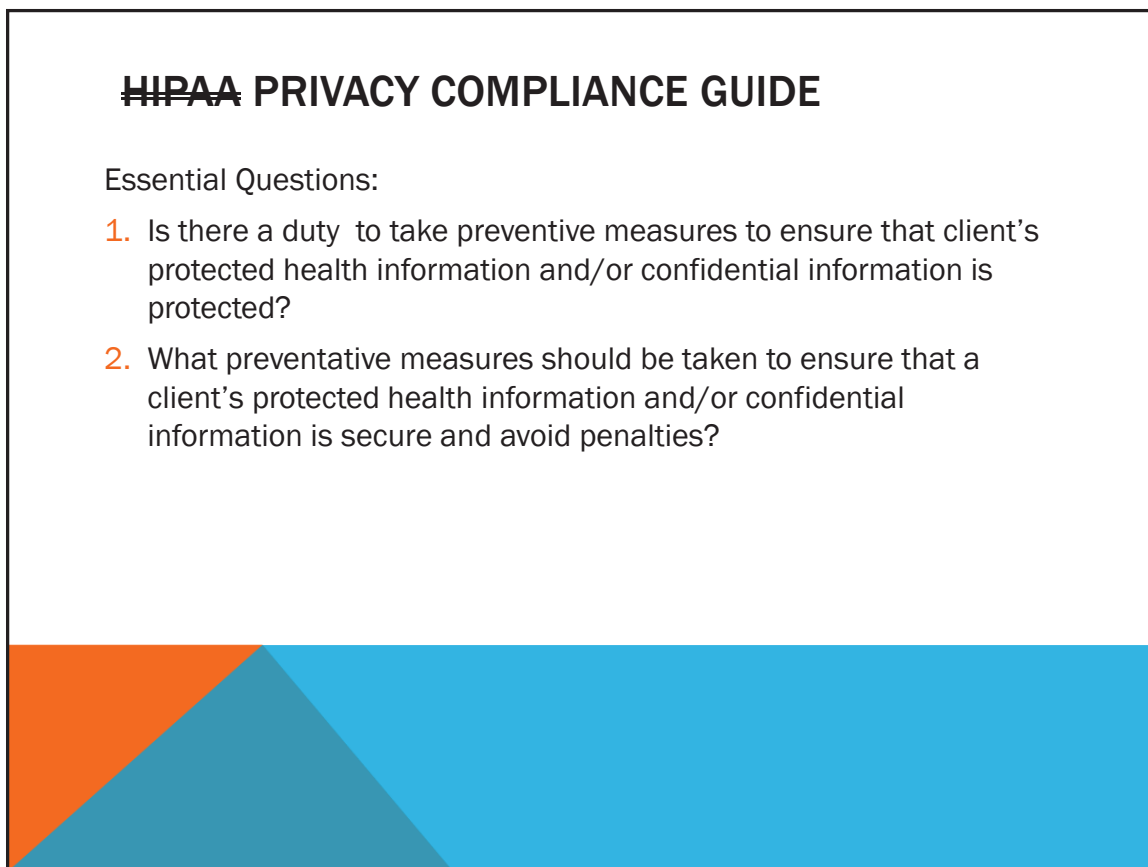 HIPAA PRIVACY COMPLIANCE GUIDE
Essential Questions:
1. Is there a duty  to take preventive measures to ensure that client’s
protected health information and/or confidential information is
protected?
2. What preventative measures should be taken to ensure that a
client’s protected health information and/or confidential
information is secure and avoid penalties?